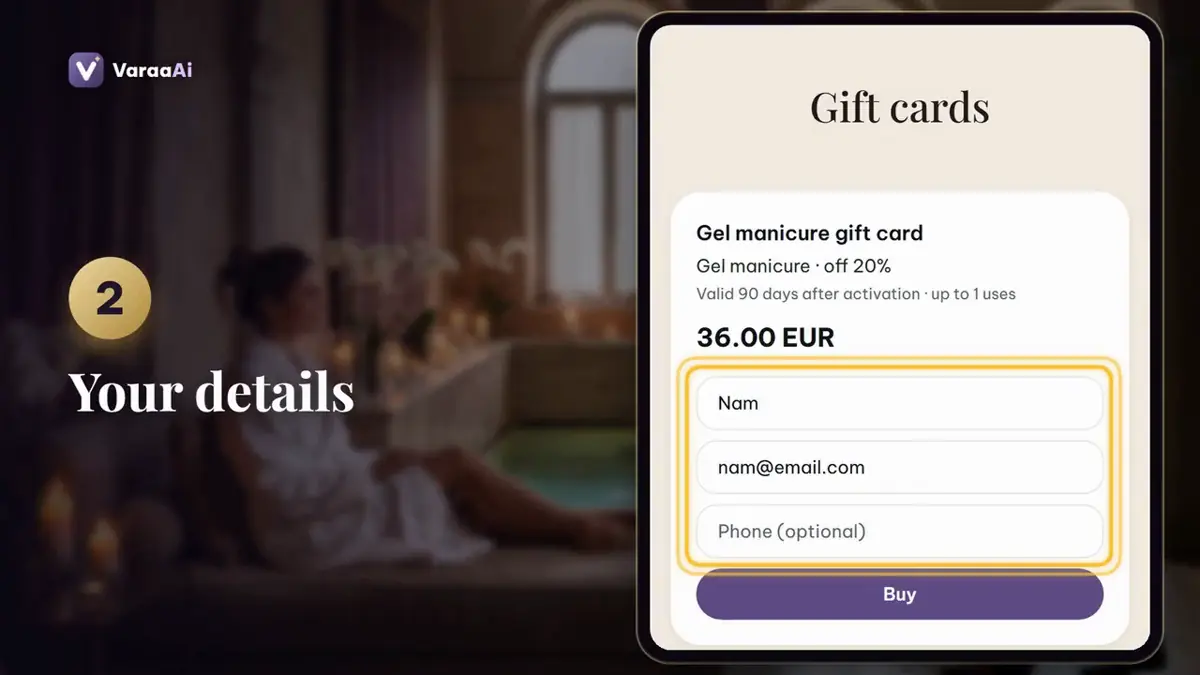 VaraaAi
2
Your details
Gift cards
Gel manicure gift card
Gel manicure · off 20%
Valid 90 days after activation · up to 1 uses
36.00 EUR
Nam
nam@email.com
Phone (optional)
Buy